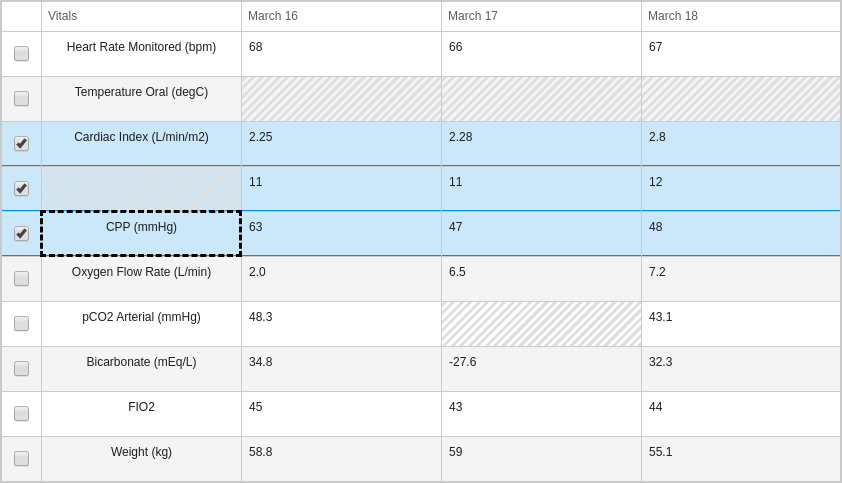 Vitals March 16 March 17 March 18
Heart Rate Monitored (bpm) 68 66 67
Temperature Oral (degC)
Cardiac Index (L/min/m2) 2.25 2.28 2.8
11 11 12
CPP (mmHg) 63 47 48
Oxygen Flow Rate (L/min) 2.0 6.5 7.2
pCO2 Arterial (mmHg) 48.3 43.1
Bicarbonate (mEq/L) 34.8 -27.6 32.3
FIO2 45 43 44
Weight (kg) 58.8 59 55.1